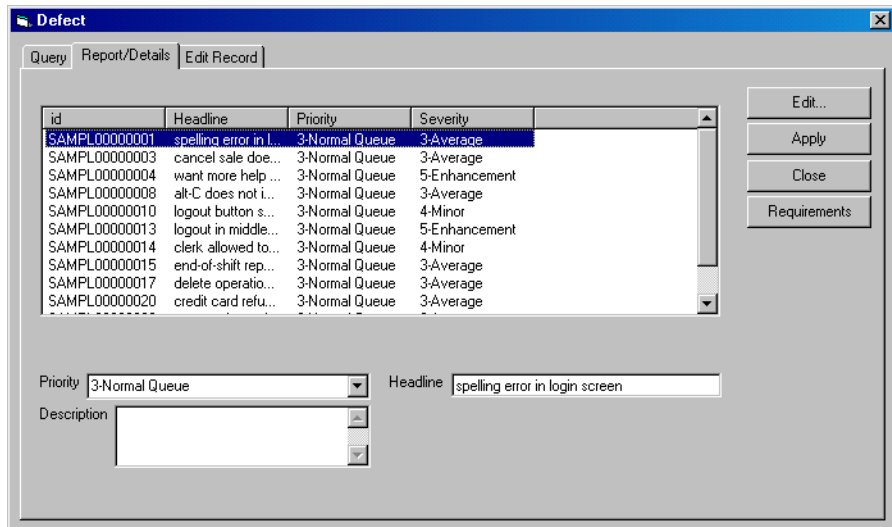 Defect
Query Report/Details Edit Record
id Headline Priority Severity
SAMPL00000001 spelling error in l... 3-Normal Queue 3-Average
SAMPL00000003 cancel sale doe... 3-Normal Queue 3-Average
SAMPL00000004 want more help ... 3-Normal Queue 5-Enhancement
SAMPL00000008 alt-C does not i... 3-Normal Queue 3-Average
SAMPL00000010 logout button s... 3-Normal Queue 4-Minor
SAMPL00000013 logout in middle... 3-Normal Queue 5-Enhancement
SAMPL00000014 clerk allowed to... 3-Normal Queue 4-Minor
SAMPL00000015 end-of-shift rep... 3-Normal Queue 3-Average
SAMPL00000017 delete operatio... 3-Normal Queue 3-Average
SAMPL00000020 credit card refu... 3-Normal Queue 3-Average
Edit...
Apply
Close
Requirements
Priority 3-Normal Queue Headline spelling error in login screen
Description